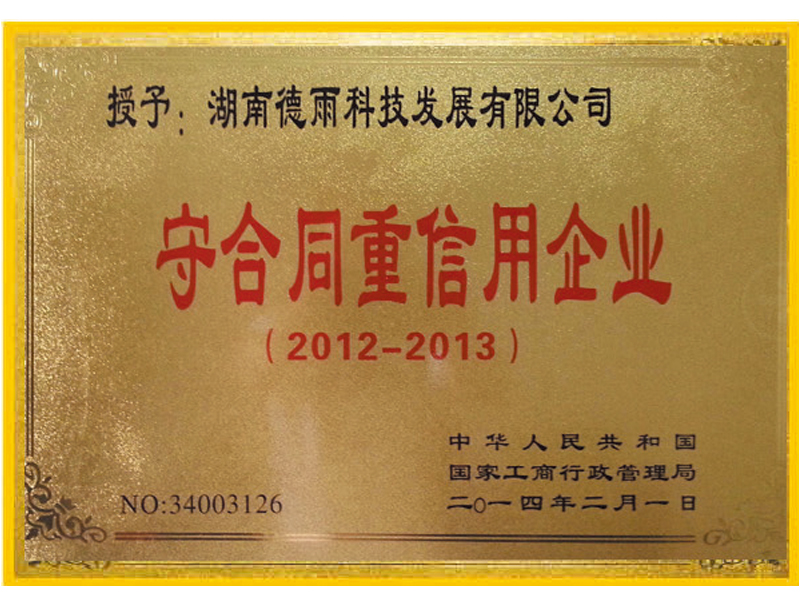 授予：湖南德雨科技发展有限公司
守合同重信用企业
（2012-2013）
中华人民共和国
国家工商行政管理局
NO:34003126
二〇一四年二月一日